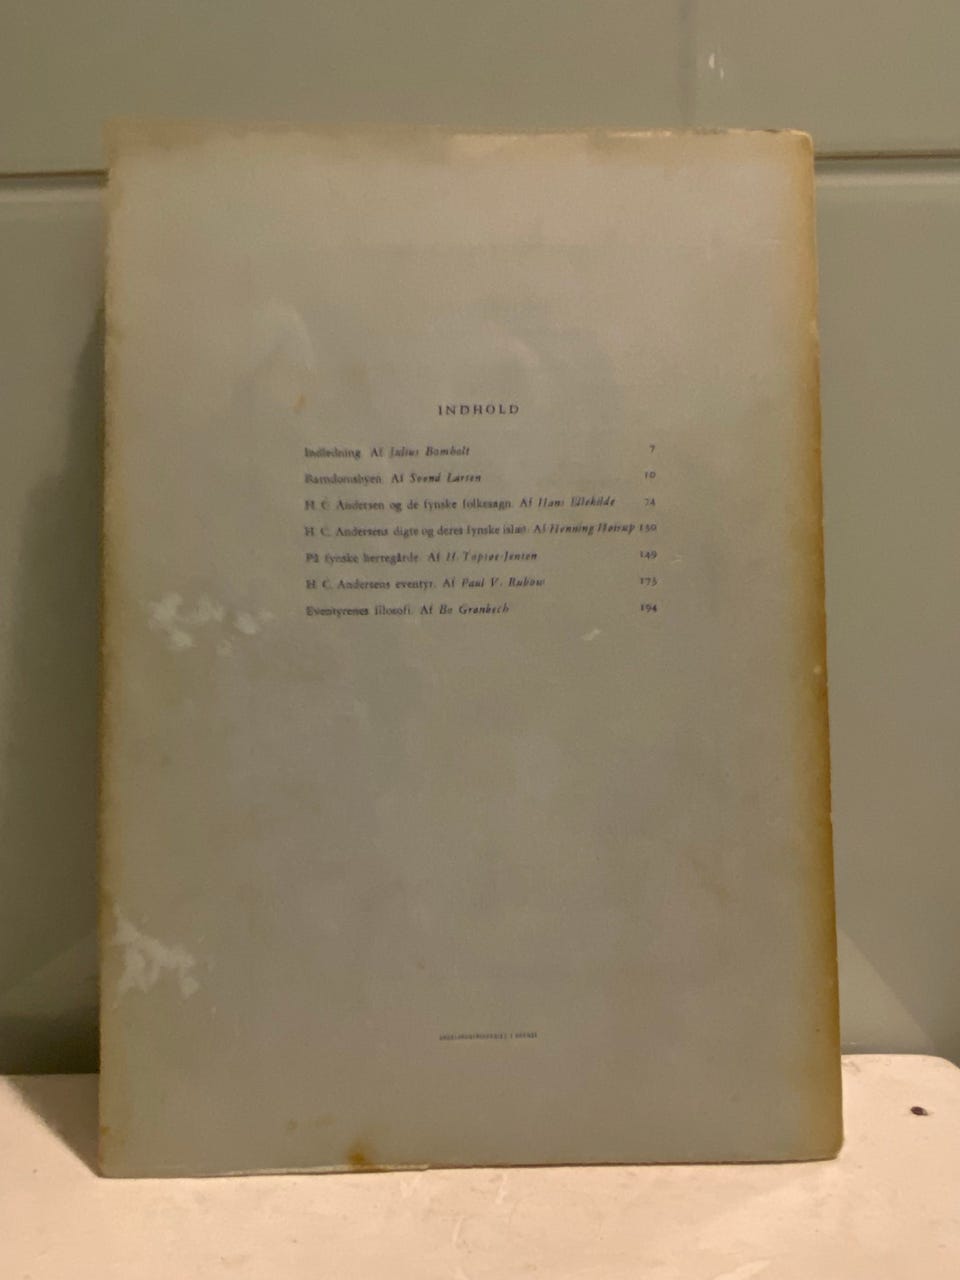 INDHOLD
Indledning. Af Julius Bomholt 7
Barndomsbyen. Af Svend Larsen 10
H. C. Andersen og de fynske folkesagn. Af Hans Ellekilde 74
H. C. Andersens digte og deres fynske islæt. Af Henning Høirup 130
På fynske herregårde. Af H. Topsøe-Jensen 149
H. C. Andersens eventyr. Af Paul V. Rubow 175
Eventyrenes filosofi. Af Bo Grønbech 194
I ODENSE